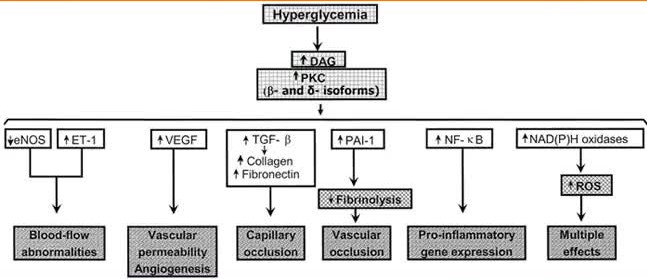 Hyperglycemia
↑DAG
↑PKC
(β- and δ- isoforms)
↓eNOS ↑ET-1 ↑VEGF ↑TGF- β ↑PAI-1 ↑NF- κB ↑NAD(P)H oxidases
↓
↑Collagen
↑Fibronectin
↑ROS
↓Fibrinolysis
Blood-flow
abnormalities
Vascular
permeability
Angiogenesis
Capillary
occlusion
Vascular
occlusion
Pro-inflammatory
gene expression
Multiple
effects